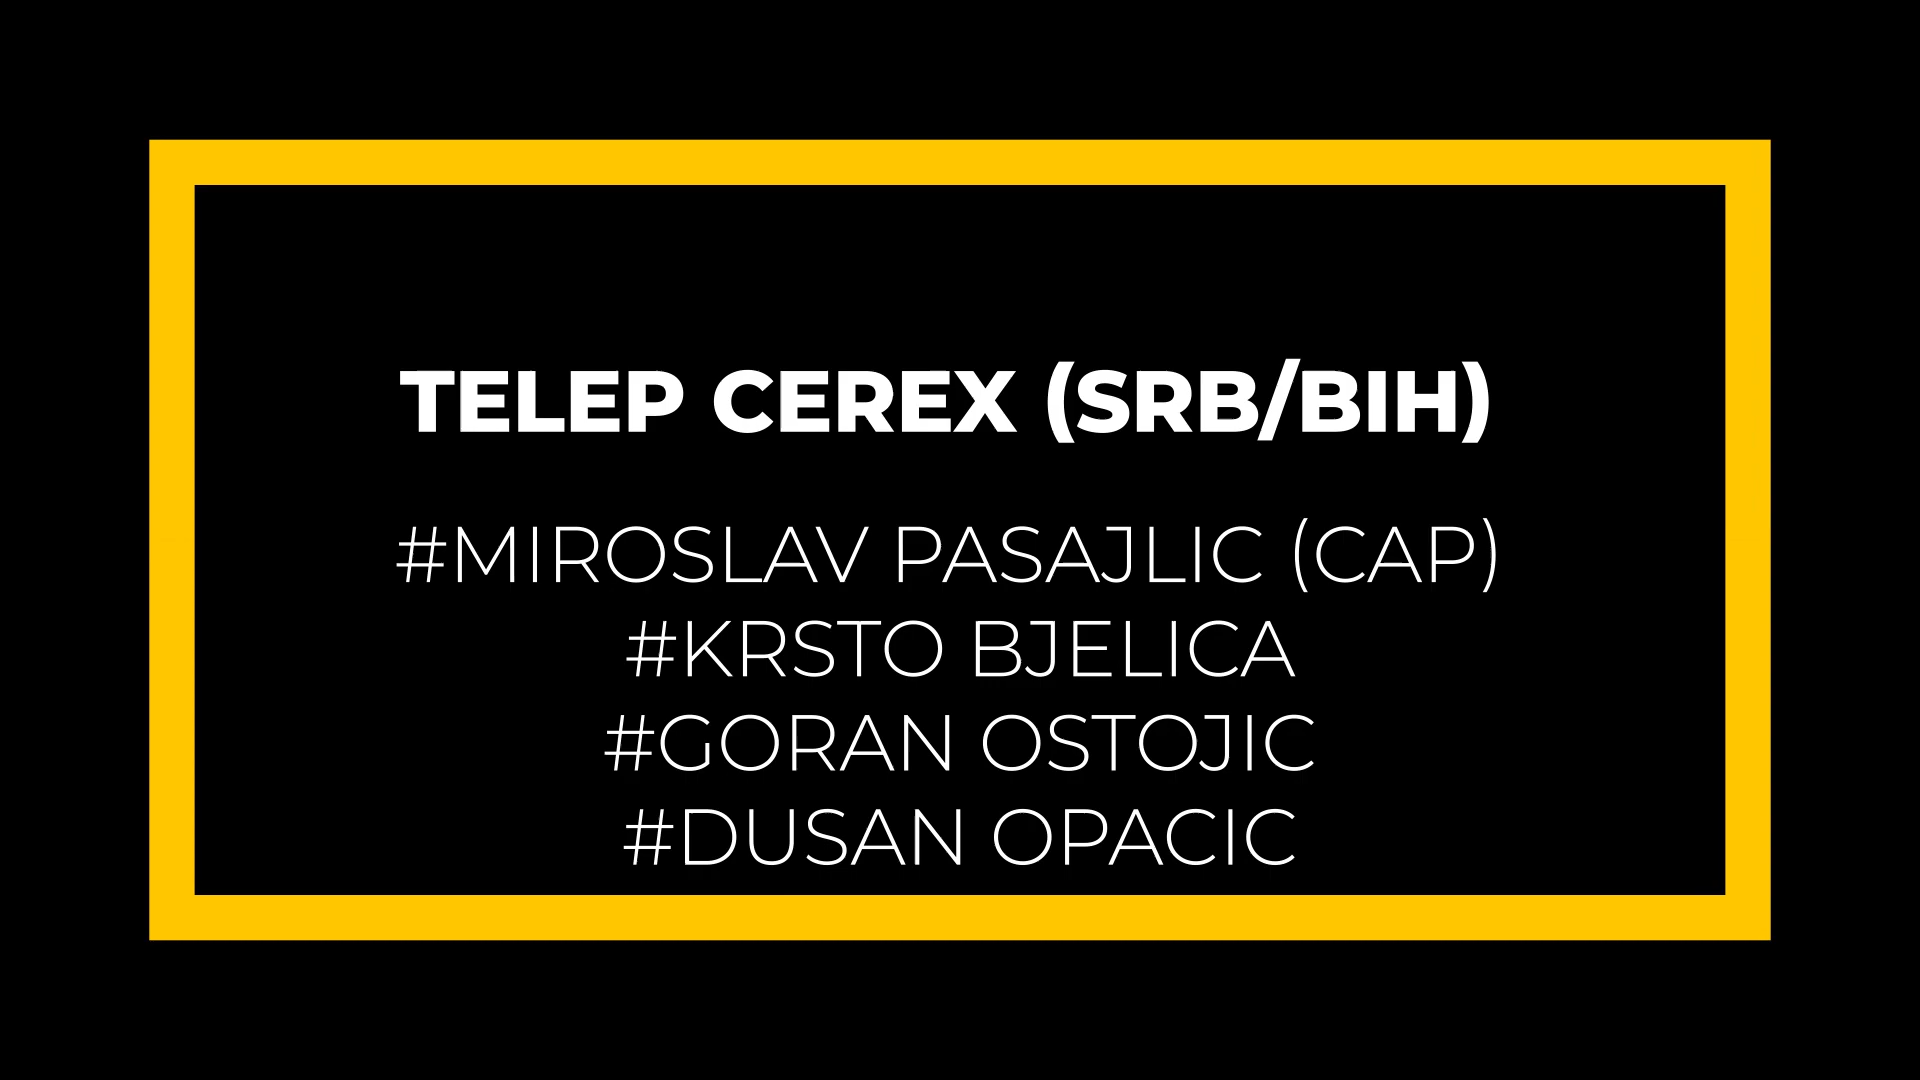 TELEP CEREX (SRB/BIH)
#MIROSLAV PASAJLIC (CAP)
#KRSTO BJELICA
#GORAN OSTOJIC
#DUSAN OPACIC